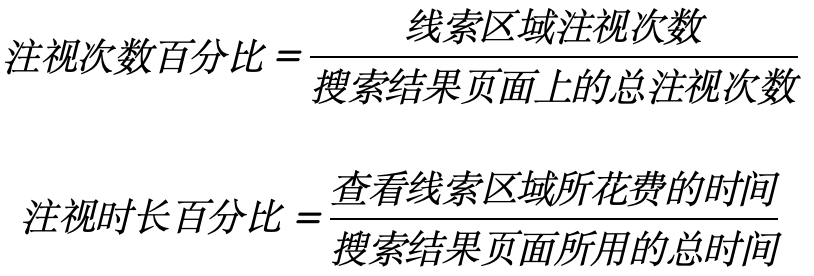 注视次数百分比 = 线索区域注视次数
搜索结果页面上的总注视次数
注视时长百分比 = 查看线索区域所花费的时间
搜索结果页面所用的总时间